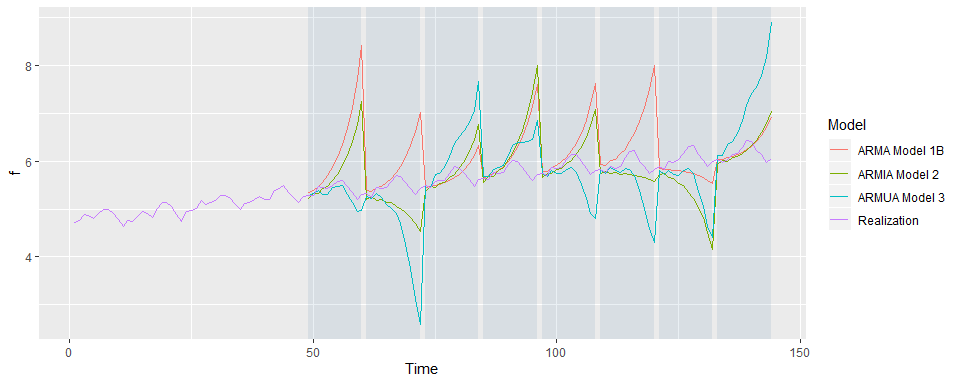 f
8
6
4
0
50
100
150
Time
Model
ARMA Model 1B
ARMIA Model 2
ARMUA Model 3
Realization